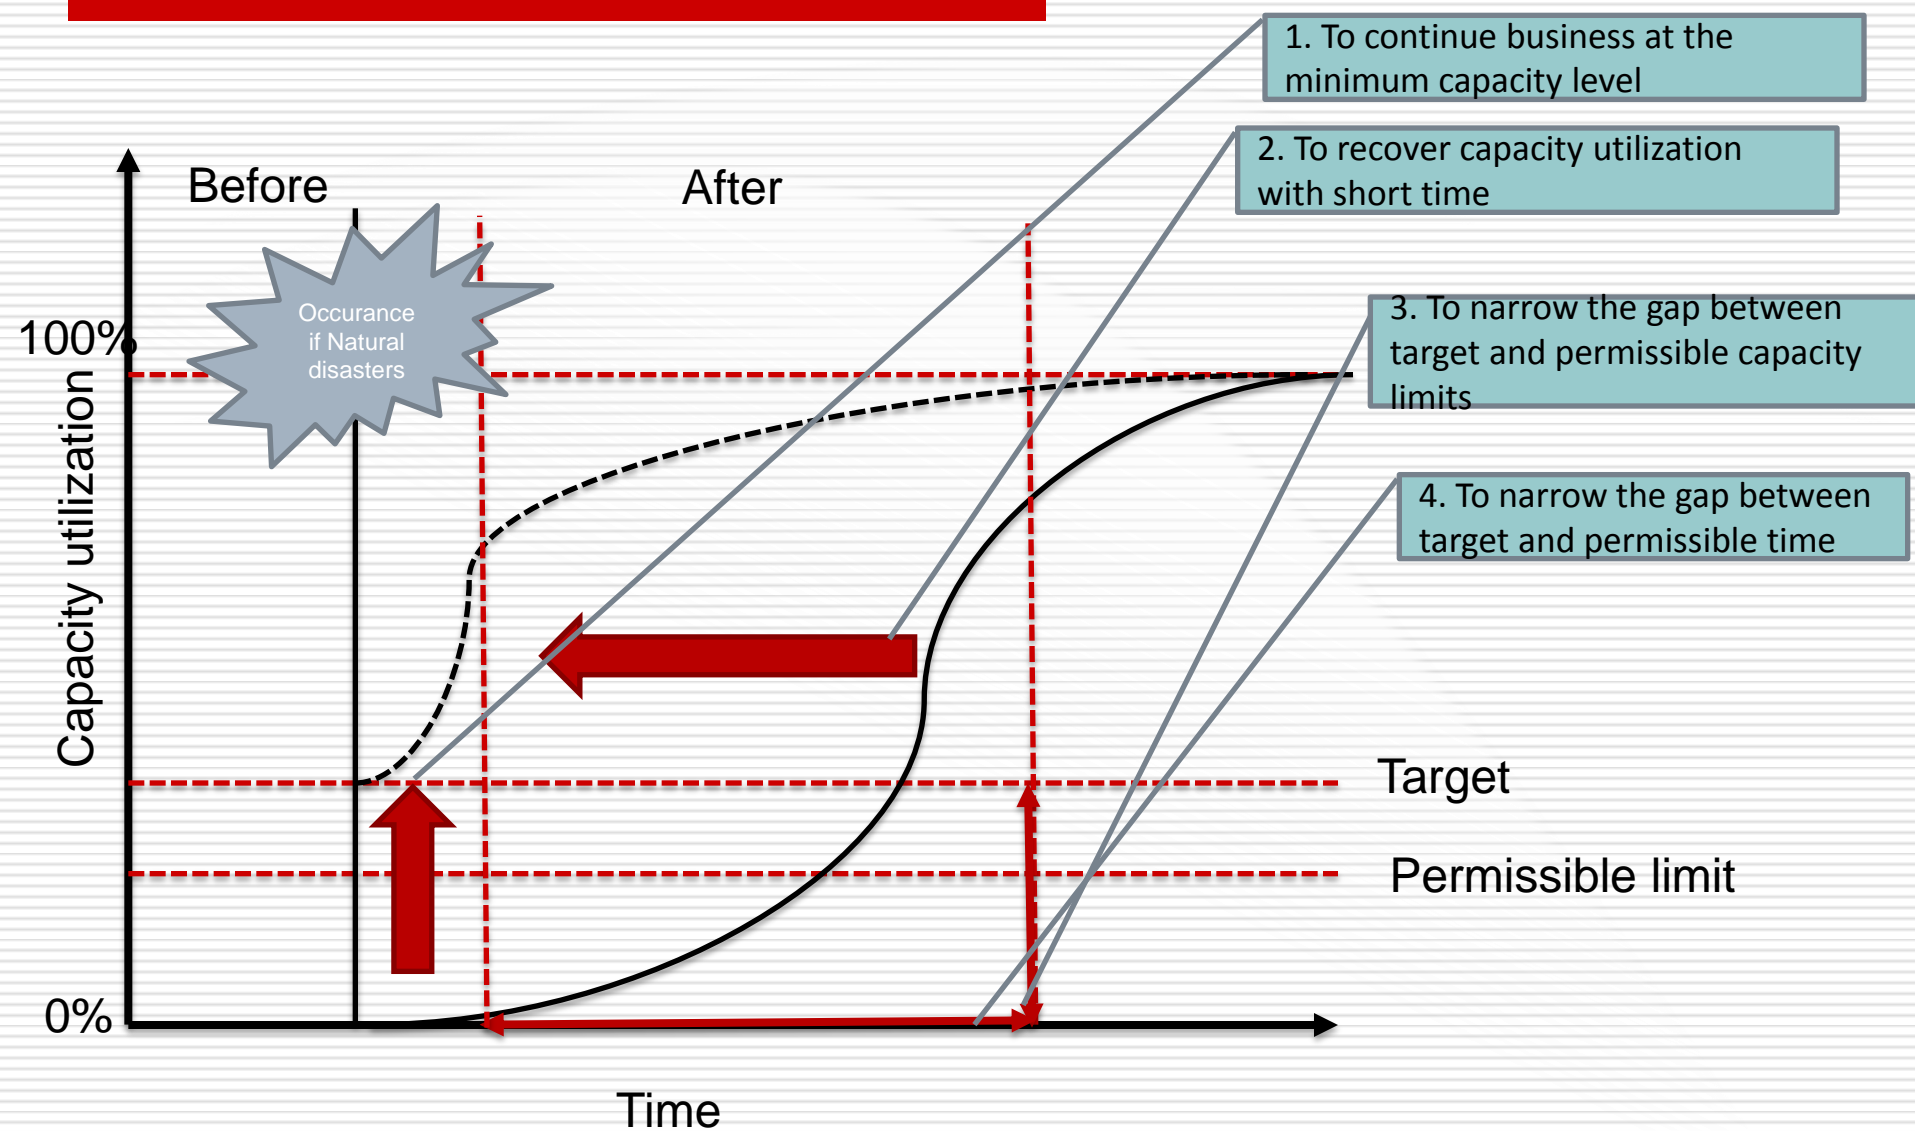 1. To continue business at the
minimum capacity level
2. To recover capacity utilization
with short time
Before
After
Occurance
if Natural
disasters
100%
3. To narrow the gap between
target and permissible capacity
limits
Capacity utilization
4. To narrow the gap between
target and permissible time
Target
Permissible limit
0%
Time